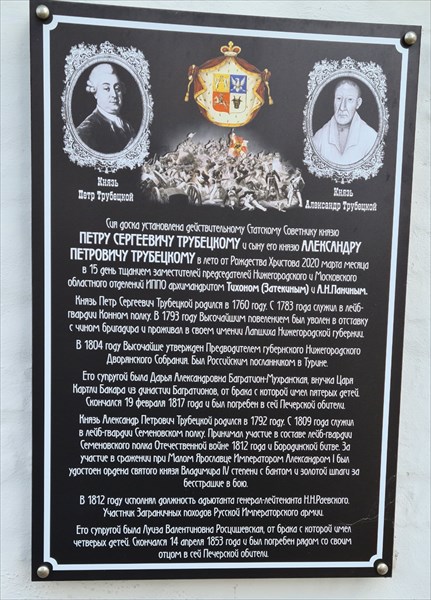 Князь
Петр Трубецкой
Князь
Александр Трубецкой
Сия доска установлена действительному Статскому Советнику князю
ПЕТРУ СЕРГЕЕВИЧУ ТРУБЕЦКОМУ и сыну его князю АЛЕКСАНДРУ
ПЕТРОВИЧУ ТРУБЕЦКОМУ в лето от Рождества Христова 2020 марта месяца
в 15 день тщанием заместителей председателей Нижегородского и Московского
областного отделений ИППО архимандритом Тихоном (Затекиным) и Л.Н.Паниным.
Князь Петр Сергеевич Трубецкой родился в 1760 году. С 1783 года служил в лейб-
гвардии Конном полку. В 1793 году Высочайшим повелением был уволен в отставку
с чином бригадира и проживал в своем имении Лапшиха Нижегородской губернии.
В 1804 году Высочайше утвержден Предводителем губернского Нижегородского
Дворянского Собрания. Был Российским посланником в Турине.
Его супругой была Дарья Александровна Багратион-Мухранская, внучка Царя
Картли Бакара из династии Багратионов, от брака с которой имел пятерых детей.
Скончался 19 февраля 1817 года и был погребен в сей Печерской обители.
Князь Александр Петрович Трубецкой родился в 1792 году. С 1809 года служил
в лейб-гвардии Семеновском полку. Принимал участие в составе лейб-гвардии
Семеновского полка Отечественной войне 1812 года и Бородинской битве. За
участие в сражении при Малом Ярославце Императором Александром I был
удостоен ордена святого князя Владимира IV степени с бантом и золотой шпаги за
бесстрашие в бою.
В 1812 году исполнял должность адъютанта генерал-лейтенанта Н.Н.Раевского.
Участник Заграничных походов Русской Императорского армии.
Его супругой была Луиза Валентиновна Росцишевская, от брака с которой имел
четверых детей. Скончался 14 апреля 1853 года и был погребен рядом со своим
отцом в сей Печерской обители.